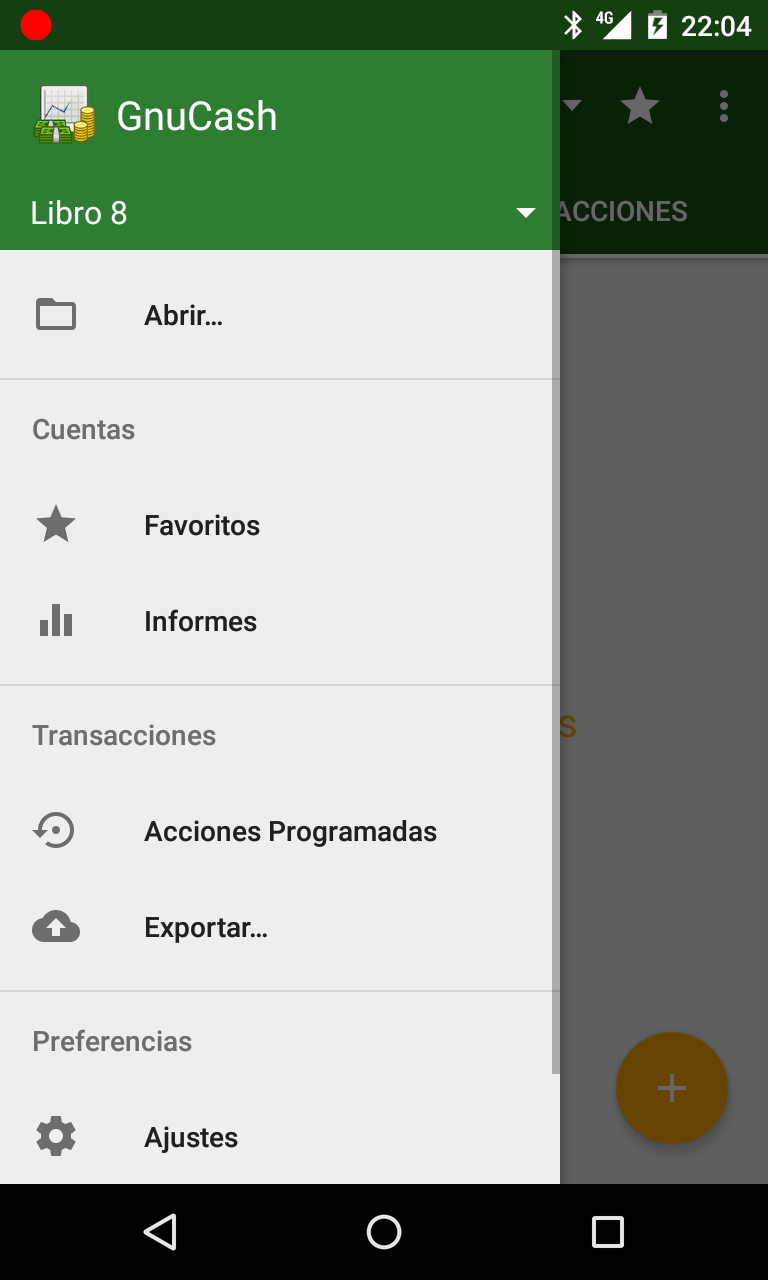 4G 22:04
GnuCash
Libro 8
ACCIONES
Abrir...
Cuentas
Favoritos
Informes
Transacciones
S
Acciones Programadas
Exportar...
Preferencias
Ajustes